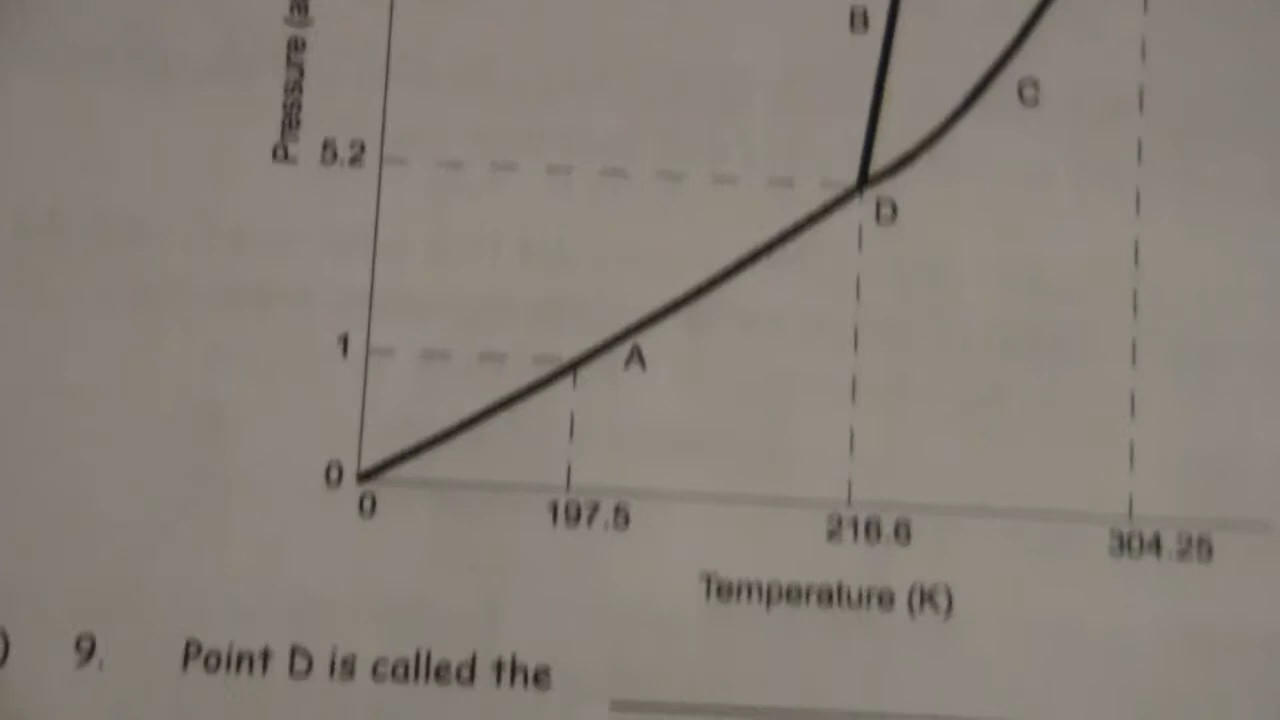 B
C
Pressure (a
5.2
D
1
A
0
0
197.5
216.6
304.25
Temperature (K)
) 9. Point D is called the